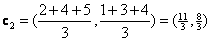 c₂ = (2+4+5/3, 1+3+4/3) = (11/3, 8/3)